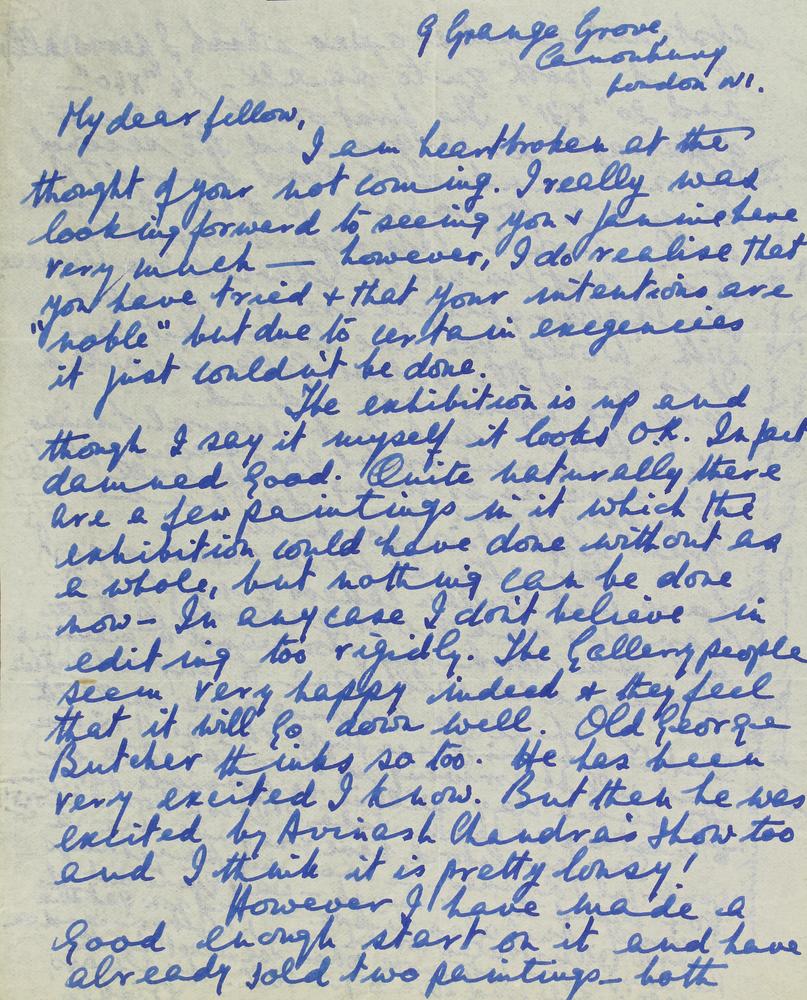 9 Grange Grove,
Canonbury
London N1.
My dear fellow,
I am heartbroken at the
thought of your not coming. I really was
looking forward to seeing you & Janine here
very much — however, I do realise that
you have tried & that your intentions are
"noble" but due to certain exegencies
it just couldn't be done.
The exhibition is up and
though I say it myself it looks O.K. In fact
damned good. Quite naturally there
are a few paintings in it which the
exhibition could have done without as
a whole, but nothing can be done
now – In any case I don't believe in
editing too rigidly. The Gallery people
seem very happy indeed & they feel
that it will go down well. Old George
Butcher thinks so too. He has been
very excited I know. But then he was
excited by Avinash Chandra's show too
and I think it is pretty lousy!
However I have made a
good enough start on it and have
already sold two paintings – both